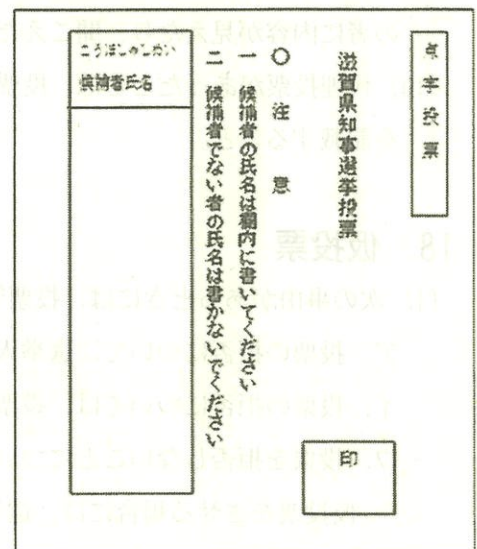 点字投票
滋賀県知事選挙投票
○注意
一 候補者の氏名は欄内に書いてください
二 候補者でない者の氏名は書かないでください
こうほしゃしめい
候補者氏名
印